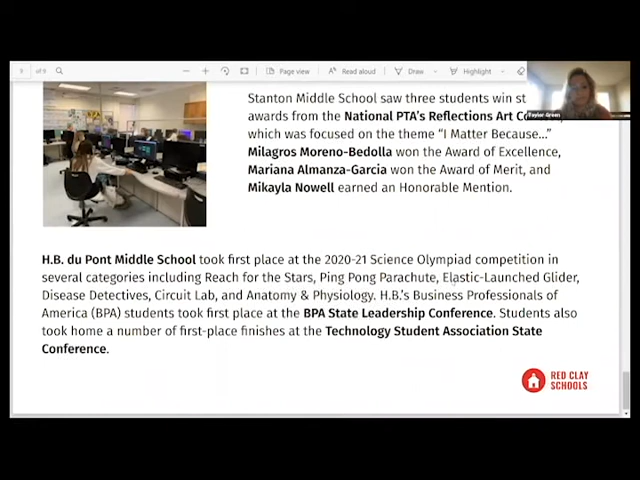 of 9
Page view
Read aloud
Draw
Highlight
Taylor Green
Stanton Middle School saw three students win st
awards from the National PTA's Reflections Art Co
which was focused on the theme "I Matter Because..."
Milagros Moreno-Bedolla won the Award of Excellence,
Mariana Almanza-Garcia won the Award of Merit, and
Mikayla Nowell earned an Honorable Mention.
H.B. du Pont Middle School took first place at the 2020-21 Science Olympiad competition in
several categories including Reach for the Stars, Ping Pong Parachute, Elastic-Launched Glider,
Disease Detectives, Circuit Lab, and Anatomy & Physiology. H.B.'s Business Professionals of
America (BPA) students took first place at the BPA State Leadership Conference. Students also
took home a number of first-place finishes at the Technology Student Association State
Conference.
RED CLAY
SCHOOLS